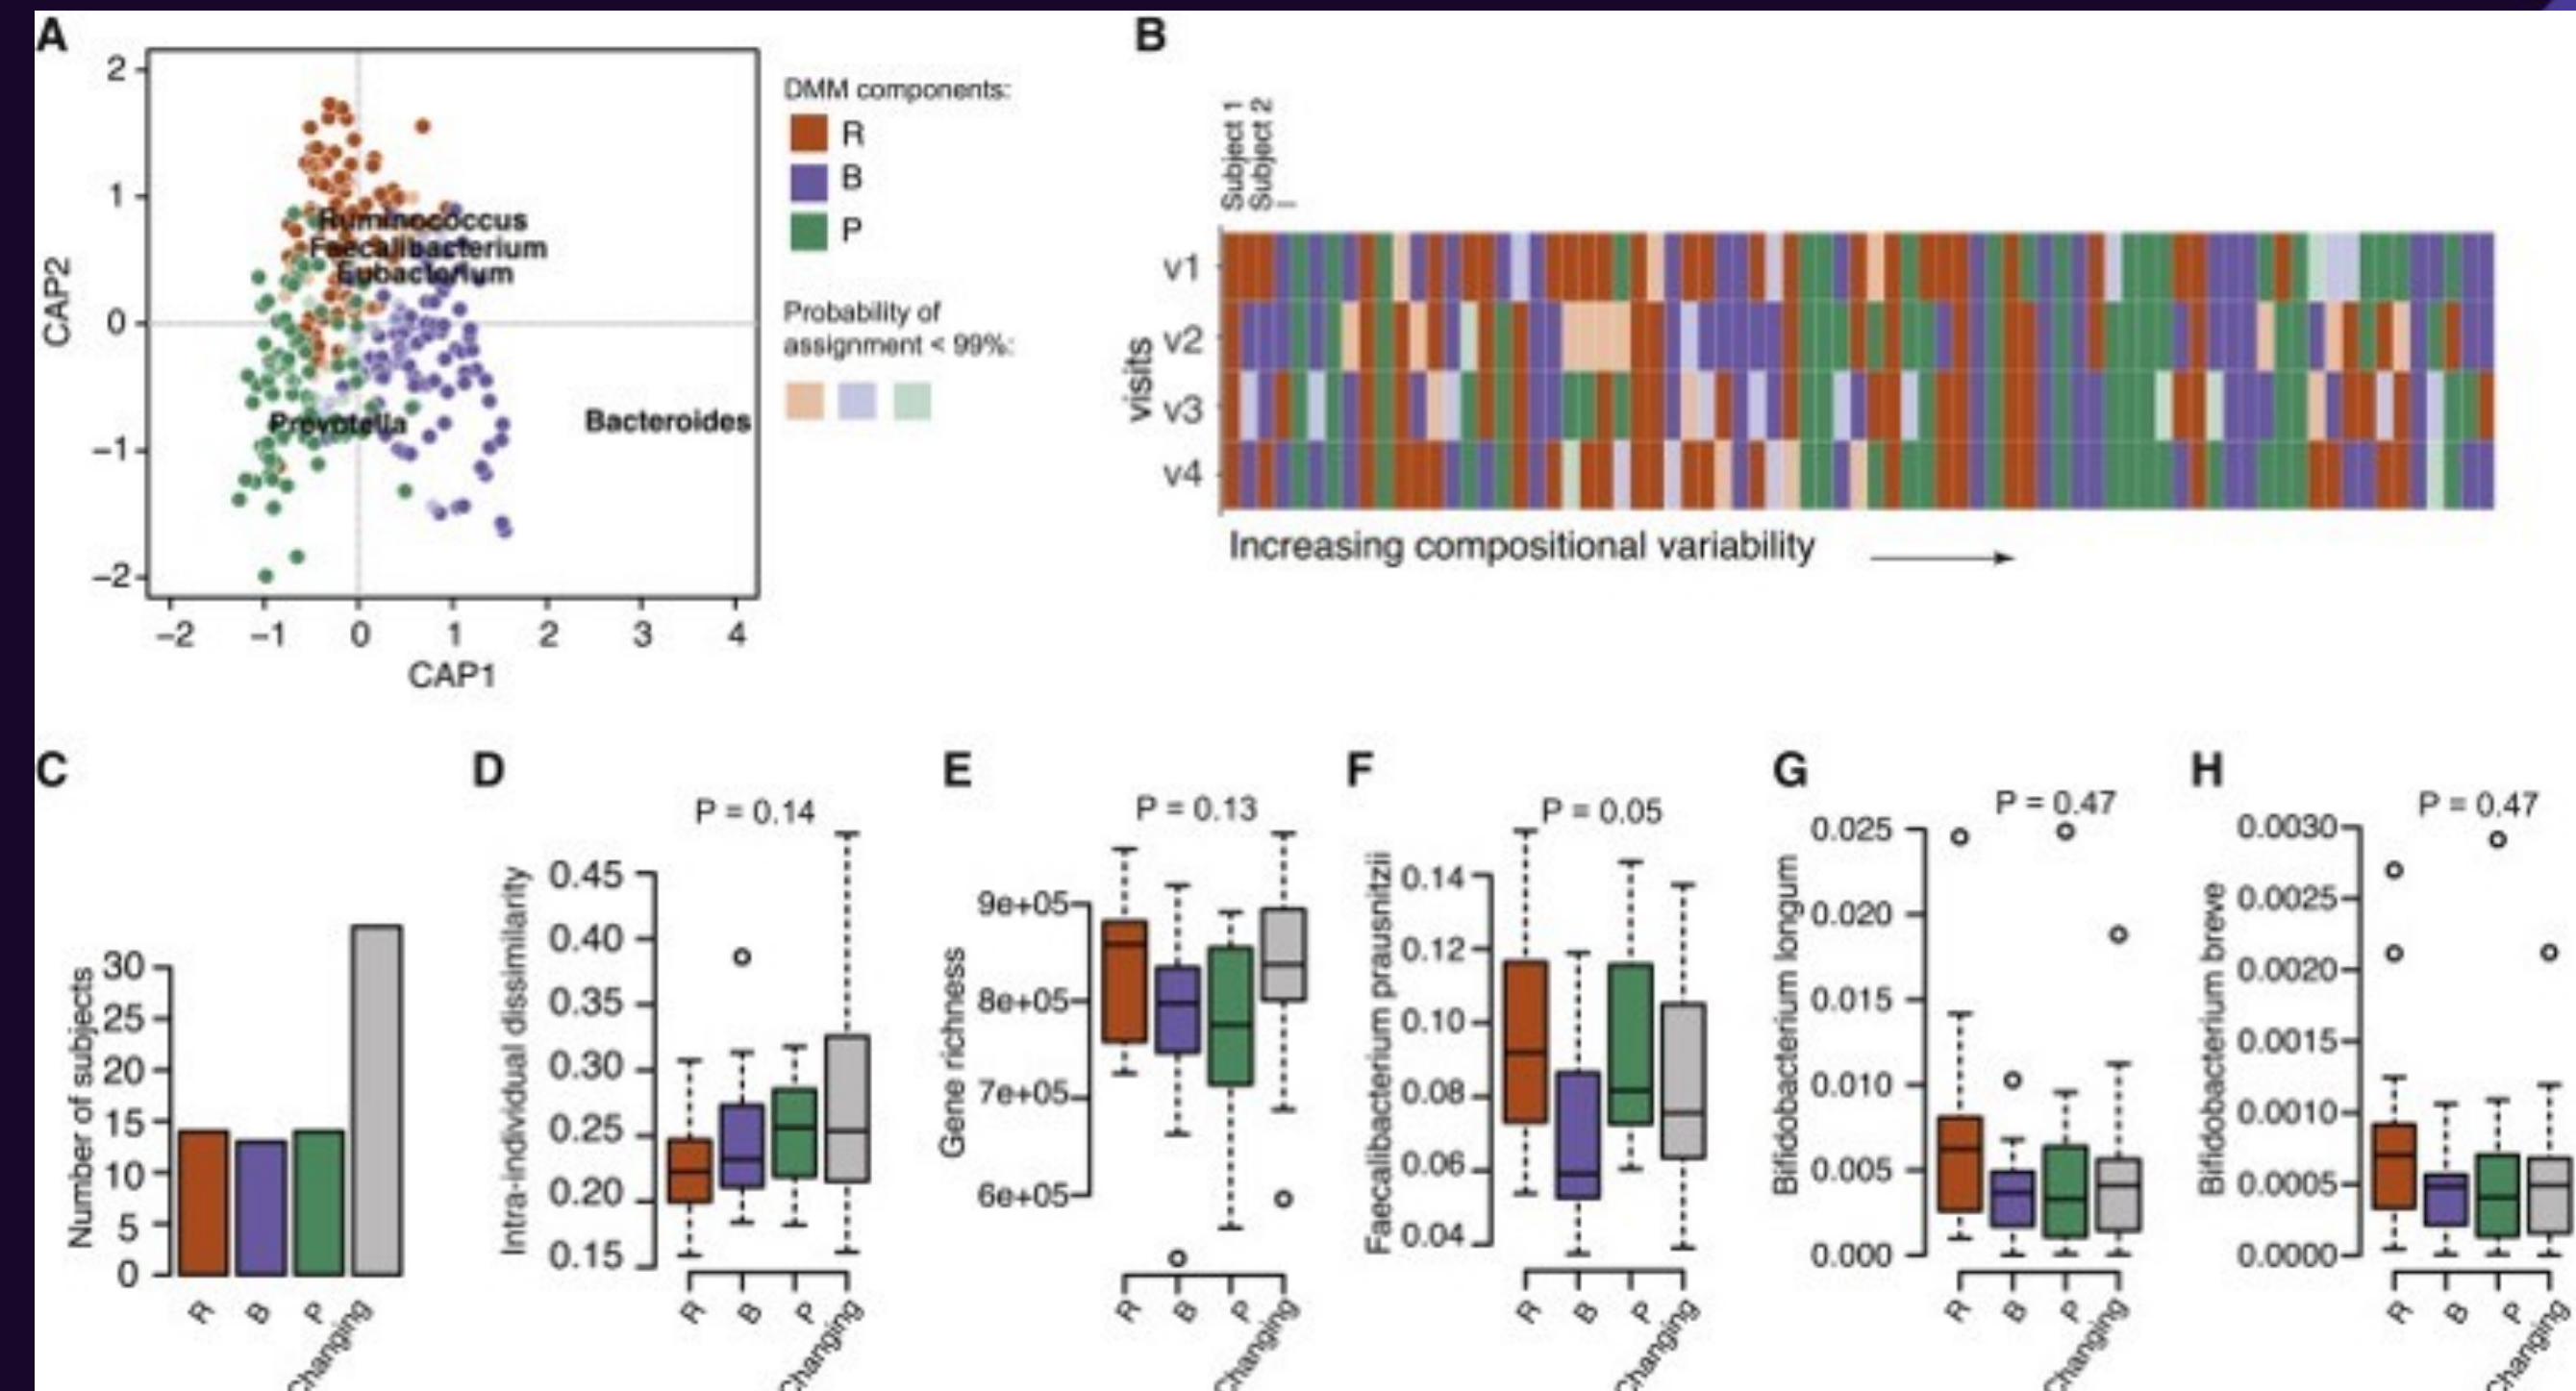 A
2
1
0
−1
−2
CAP2
−2
−1
0
1
2
3
4
CAP1
Ruminococcus
Faecalibacterium
Eubacterium
Prevotella
Bacteroides
DMM components:
R
B
P
Probability of
assignment < 99%:
B
Subject 1
Subject 2
visits
v1
v2
v3
v4
Increasing compositional variability
C
Number of subjects
30
25
20
15
10
5
0
R
B
P
Changing
D
P = 0.14
Intra-individual dissimilarity
0.45
0.40
0.35
0.30
0.25
0.20
0.15
R
B
P
Changing
E
P = 0.13
Gene richness
9e+05
8e+05
7e+05
6e+05
R
B
P
Changing
F
P = 0.05
Faecalibacterium prausnitzii
0.14
0.12
0.10
0.08
0.06
0.04
R
B
P
Changing
G
P = 0.47
Bifidobacterium longum
0.025
0.020
0.015
0.010
0.005
0.000
R
B
P
Changing
H
P = 0.47
Bifidobacterium breve
0.0030
0.0025
0.0020
0.0015
0.0010
0.0005
0.0000
R
B
P
Changing